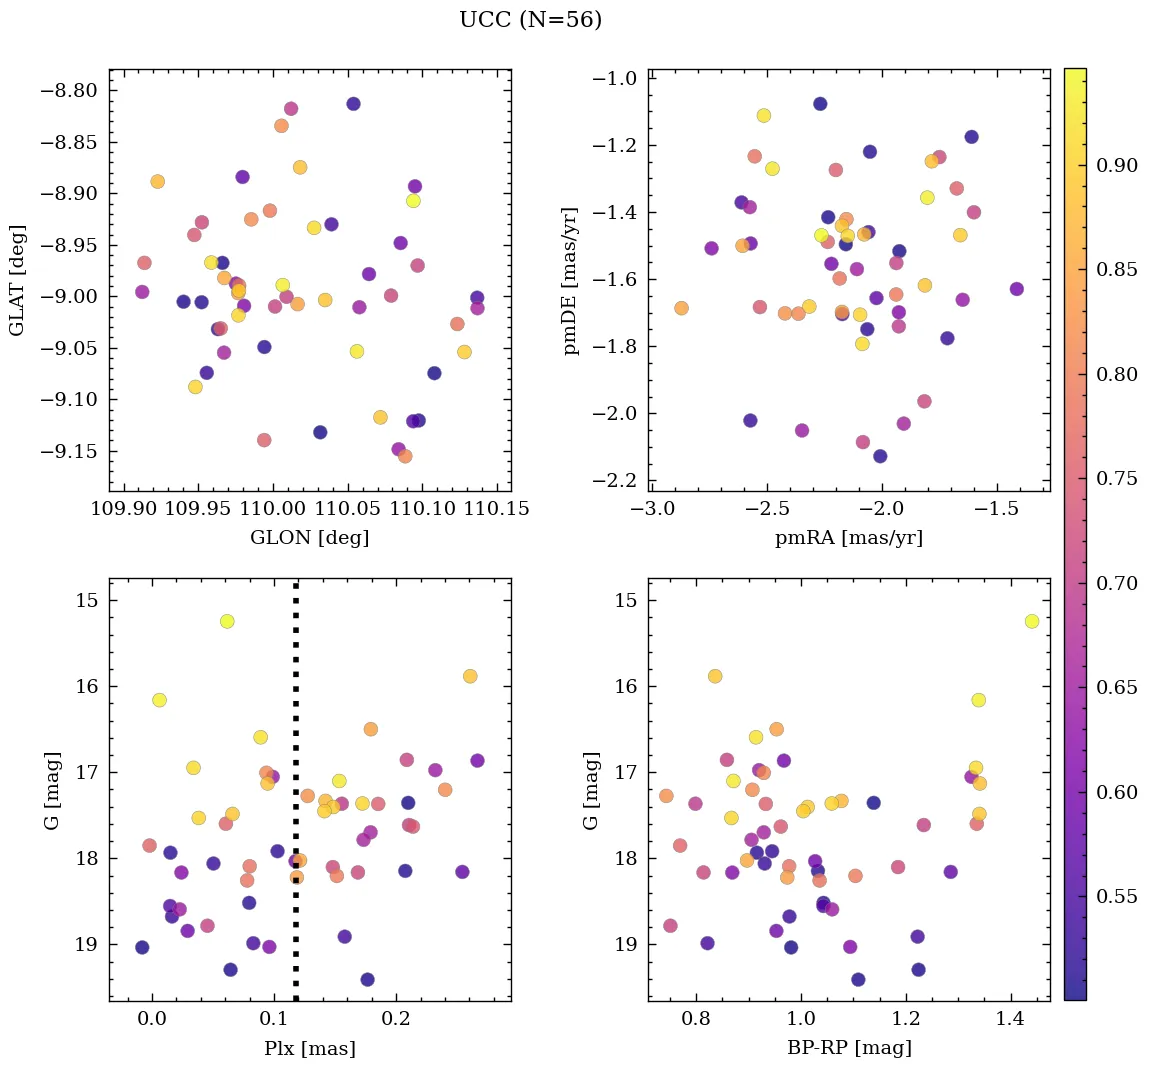 UCC (N=56)
−8.80
−8.85
−8.90
−8.95
−9.00
−9.05
−9.10
−9.15
GLAT [deg]
109.90 109.95 110.00 110.05 110.10 110.15
GLON [deg]
−1.0
−1.2
−1.4
−1.6
−1.8
−2.0
−2.2
pmDE [mas/yr]
−3.0 −2.5 −2.0 −1.5
pmRA [mas/yr]
15
16
17
18
19
G [mag]
0.0 0.1 0.2
Plx [mas]
15
16
17
18
19
G [mag]
0.8 1.0 1.2 1.4
BP-RP [mag]
0.90
0.85
0.80
0.75
0.70
0.65
0.60
0.55